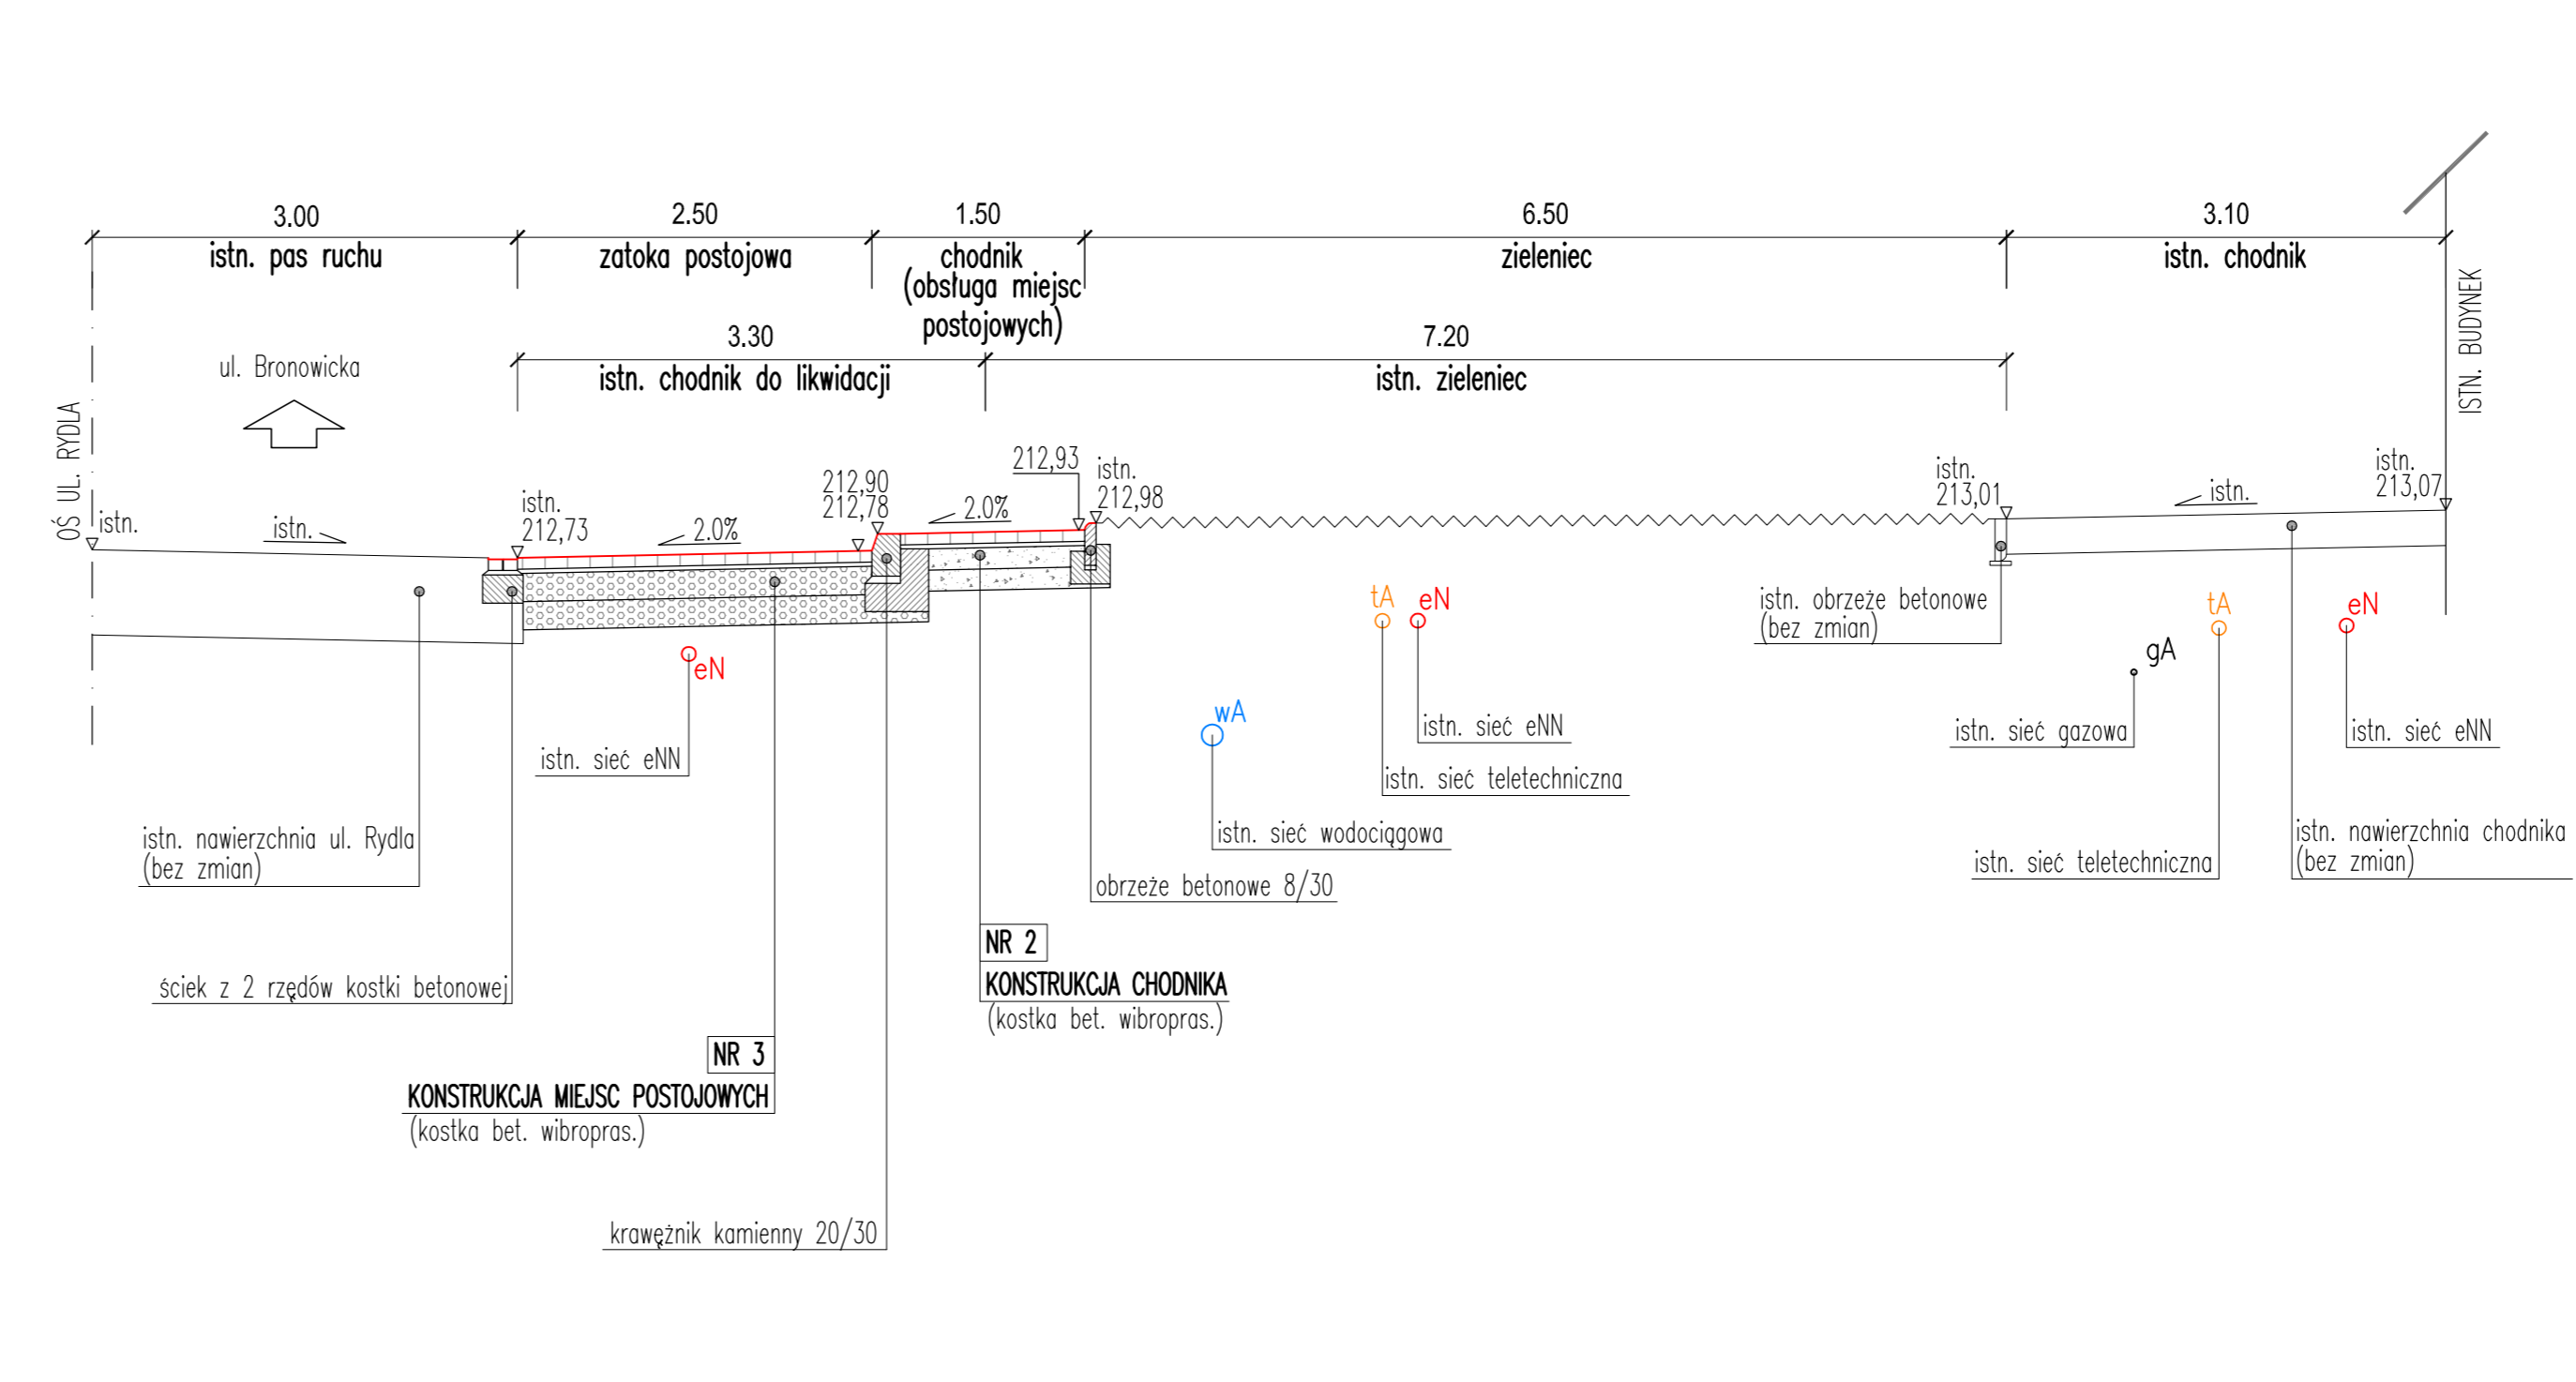 3.00
istn. pas ruchu
2.50
zatoka postojowa
1.50
chodnik
(obsługa miejsc
postojowych)
6.50
zieleniec
3.10
istn. chodnik
3.30
istn. chodnik do likwidacji
7.20
istn. zieleniec
ISTN. BUDYNEK
ul. Bronowicka
OŚ UL. RYDLA
istn.
istn.
istn.
212,73
2.0%
212,90
212,78
2.0%
212,93
istn.
212,98
istn.
213,01
istn.
istn.
213,07
eN
istn. sieć eNN
wA
istn. sieć wodociągowa
tA
istn. sieć teletechniczna
eN
istn. sieć eNN
istn. obrzeże betonowe
(bez zmian)
gA
istn. sieć gazowa
tA
istn. sieć teletechniczna
eN
istn. sieć eNN
istn. nawierzchnia chodnika
(bez zmian)
istn. nawierzchnia ul. Rydla
(bez zmian)
obrzeże betonowe 8/30
ściek z 2 rzędów kostki betonowej
NR 2
KONSTRUKCJA CHODNIKA
(kostka bet. wibropras.)
NR 3
KONSTRUKCJA MIEJSC POSTOJOWYCH
(kostka bet. wibropras.)
krawężnik kamienny 20/30